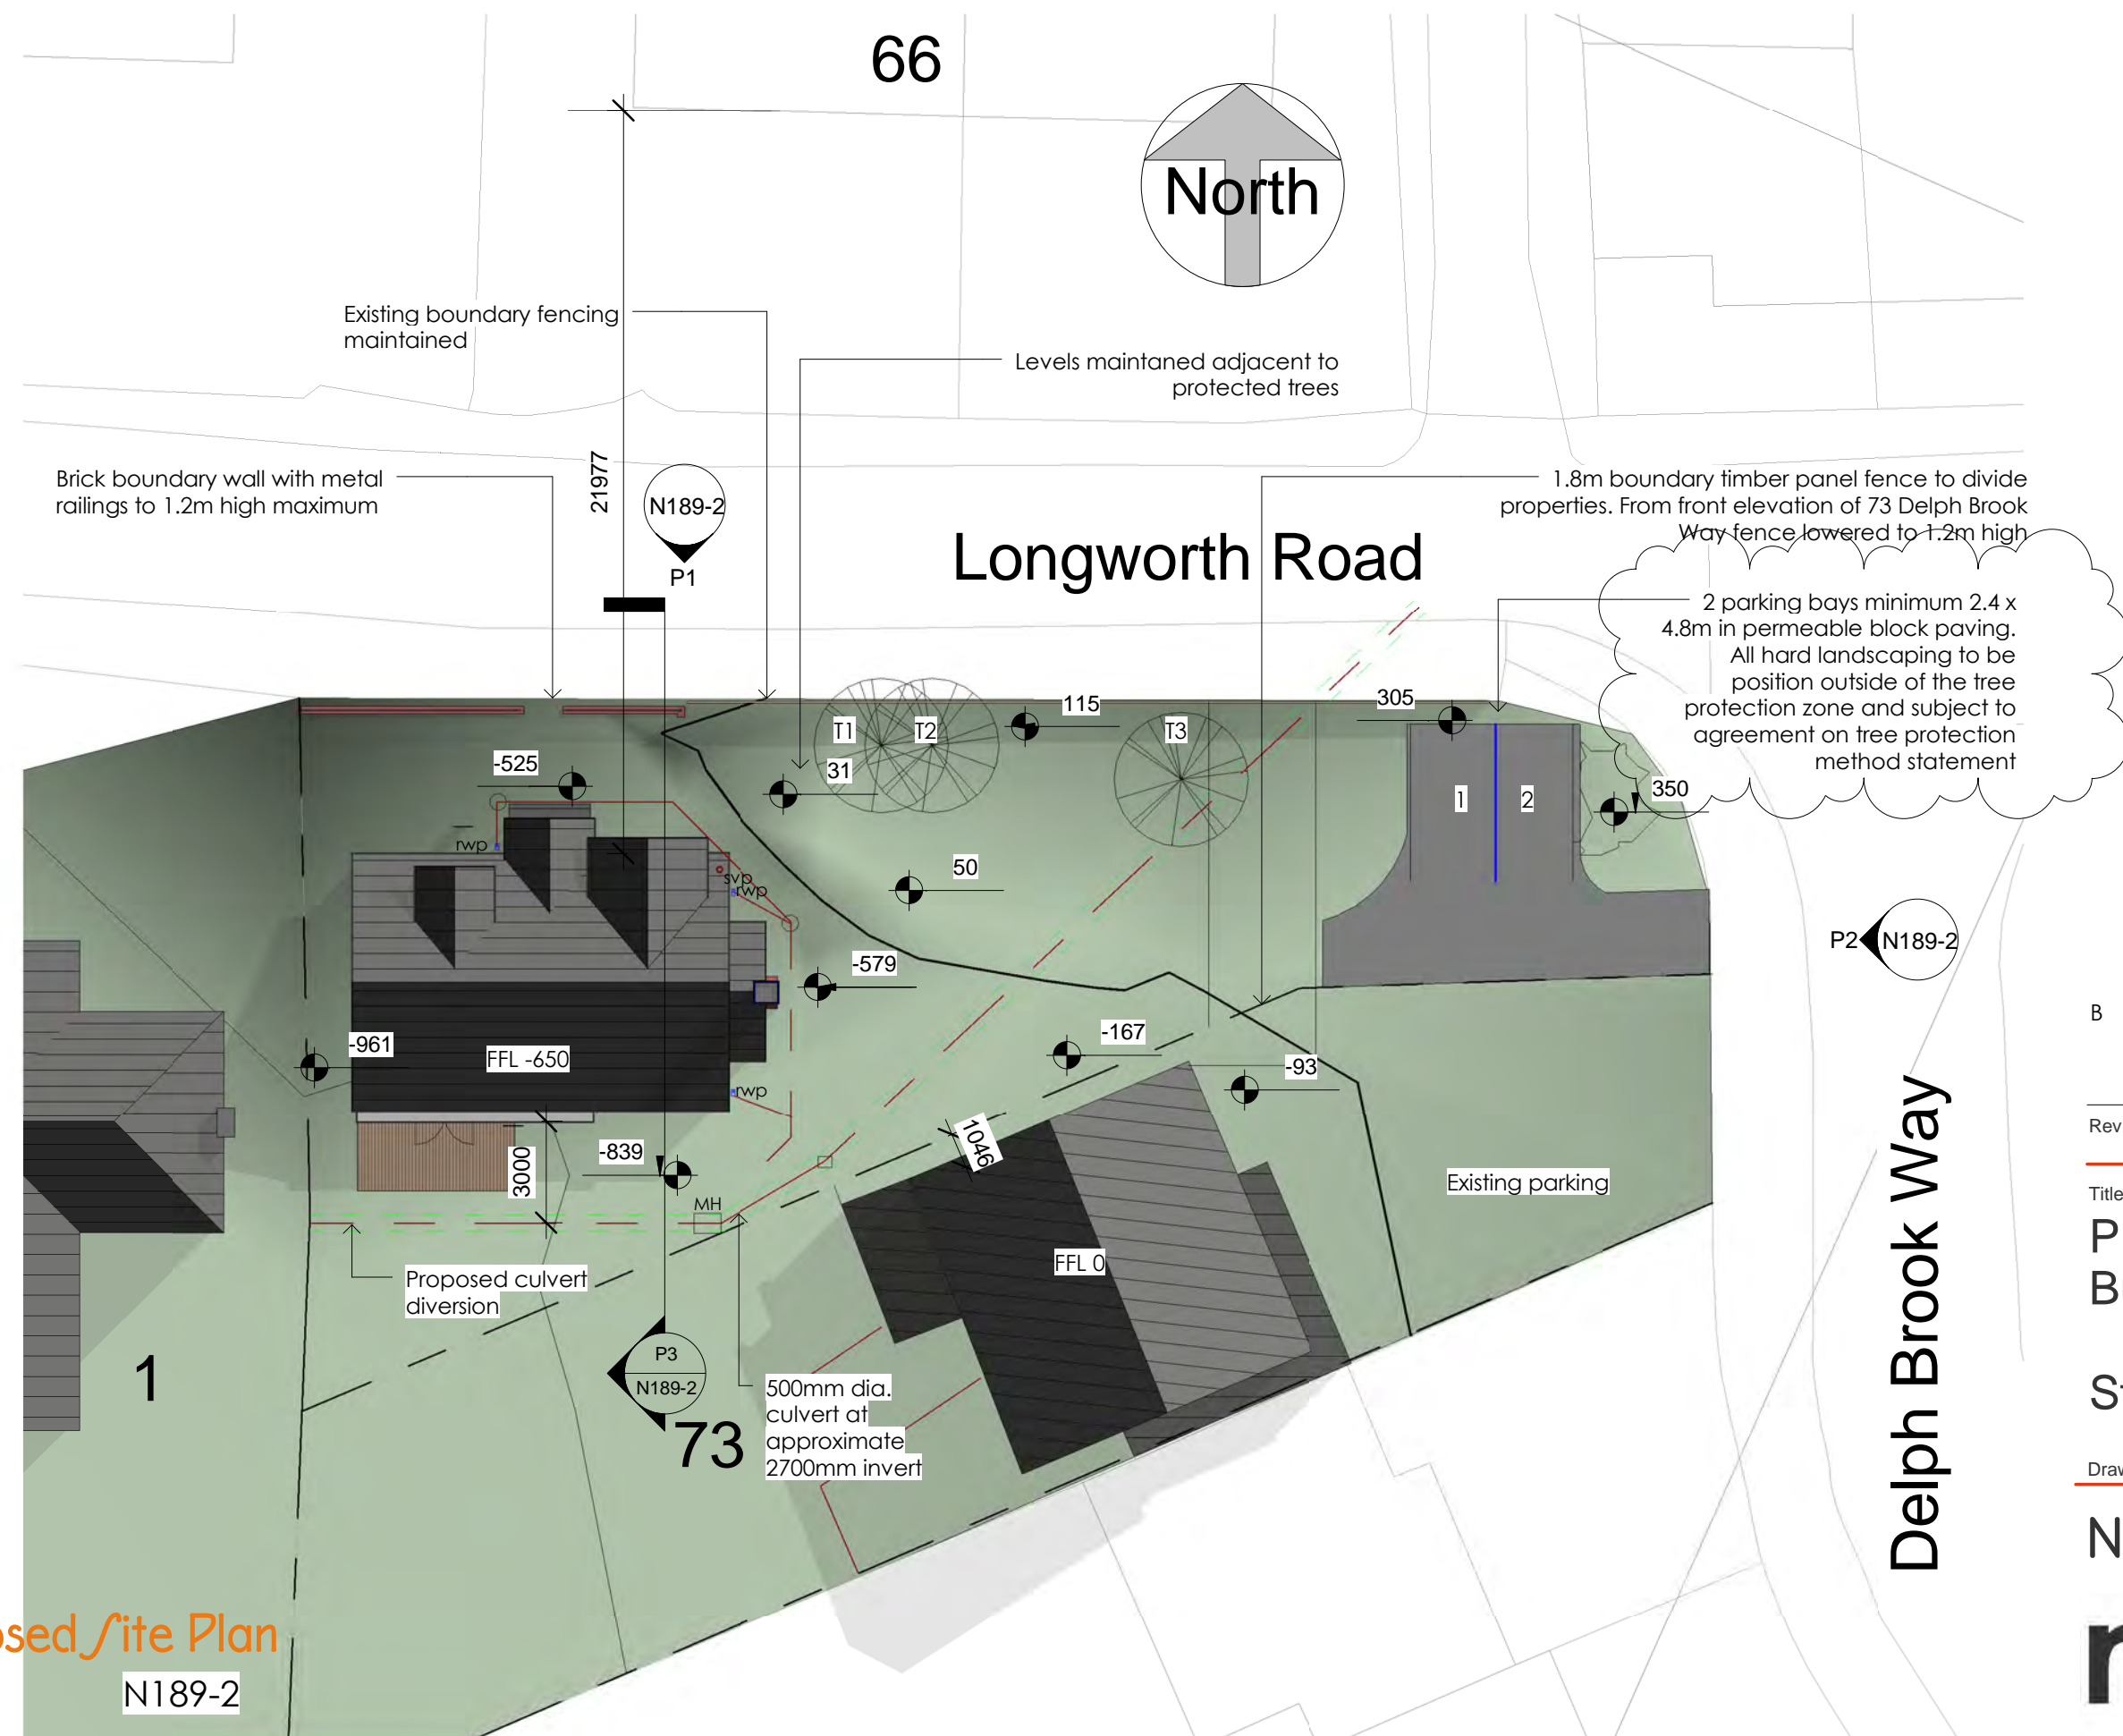 66
North
Existing boundary fencing
maintained
Levels maintaned adjacent to
protected trees
Brick boundary wall with metal
railings to 1.2m high maximum
21977
N189-2
P1
Longworth Road
1.8m boundary timber panel fence to divide
properties. From front elevation of 73 Delph Brook
Way fence lowered to 1.2m high
2 parking bays minimum 2.4 x
4.8m in permeable block paving.
All hard landscaping to be
position outside of the tree
protection zone and subject to
agreement on tree protection
method statement
115
305
T1
T2
T3
31
-525
350
1
2
rwp
svp
rwp
50
P2
N189-2
-579
B
-961
FFL -650
-167
-93
rwp
1046
Rev
3000
-839
Existing parking
MH
Title
P
B
Proposed culvert
diversion
FFL 0
Delph Brook Way
1
P3
N189-2
73
500mm dia.
culvert at
approximate
2700mm invert
Site Plan
N189-2
N